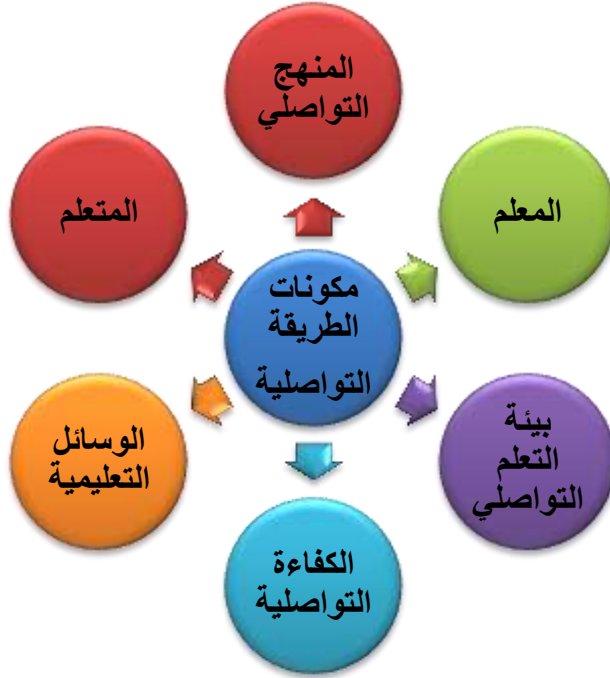 المنهج
التواصلي
المعلم
المتعلم
مكونات
الطريقة
التواصلية
بيئة
التعلم
التواصلي
الوسائل
التعليمية
الكفاءة
التواصلية